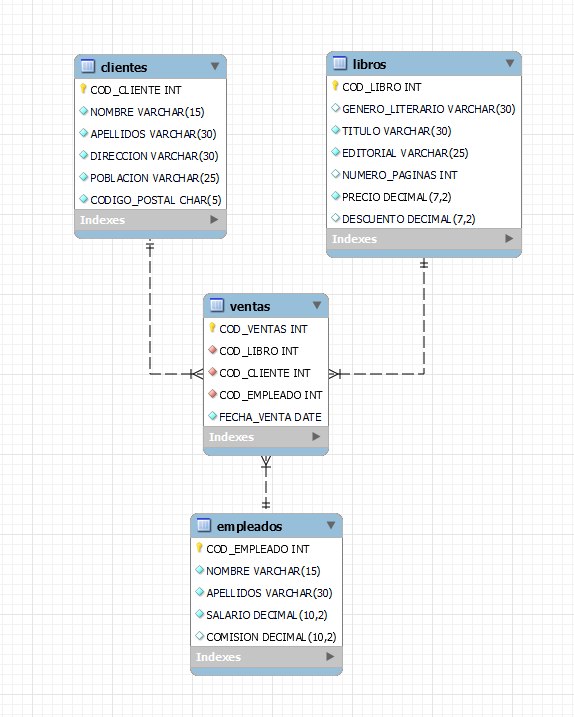 clientes
COD_CLIENTE INT
NOMBRE VARCHAR(15)
APELLIDOS VARCHAR(30)
DIRECCION VARCHAR(30)
POBLACION VARCHAR(25)
CODIGO_POSTAL CHAR(5)
Indexes
libros
COD_LIBRO INT
GENERO_LITERARIO VARCHAR(30)
TITULO VARCHAR(30)
EDITORIAL VARCHAR(25)
NUMERO_PAGINAS INT
PRECIO DECIMAL(7,2)
DESCUENTO DECIMAL(7,2)
Indexes
ventas
COD_VENTAS INT
COD_LIBRO INT
COD_CLIENTE INT
COD_EMPLEADO INT
FECHA_VENTA DATE
Indexes
empleados
COD_EMPLEADO INT
NOMBRE VARCHAR(15)
APELLIDOS VARCHAR(30)
SALARIO DECIMAL(10,2)
COMISION DECIMAL(10,2)
Indexes